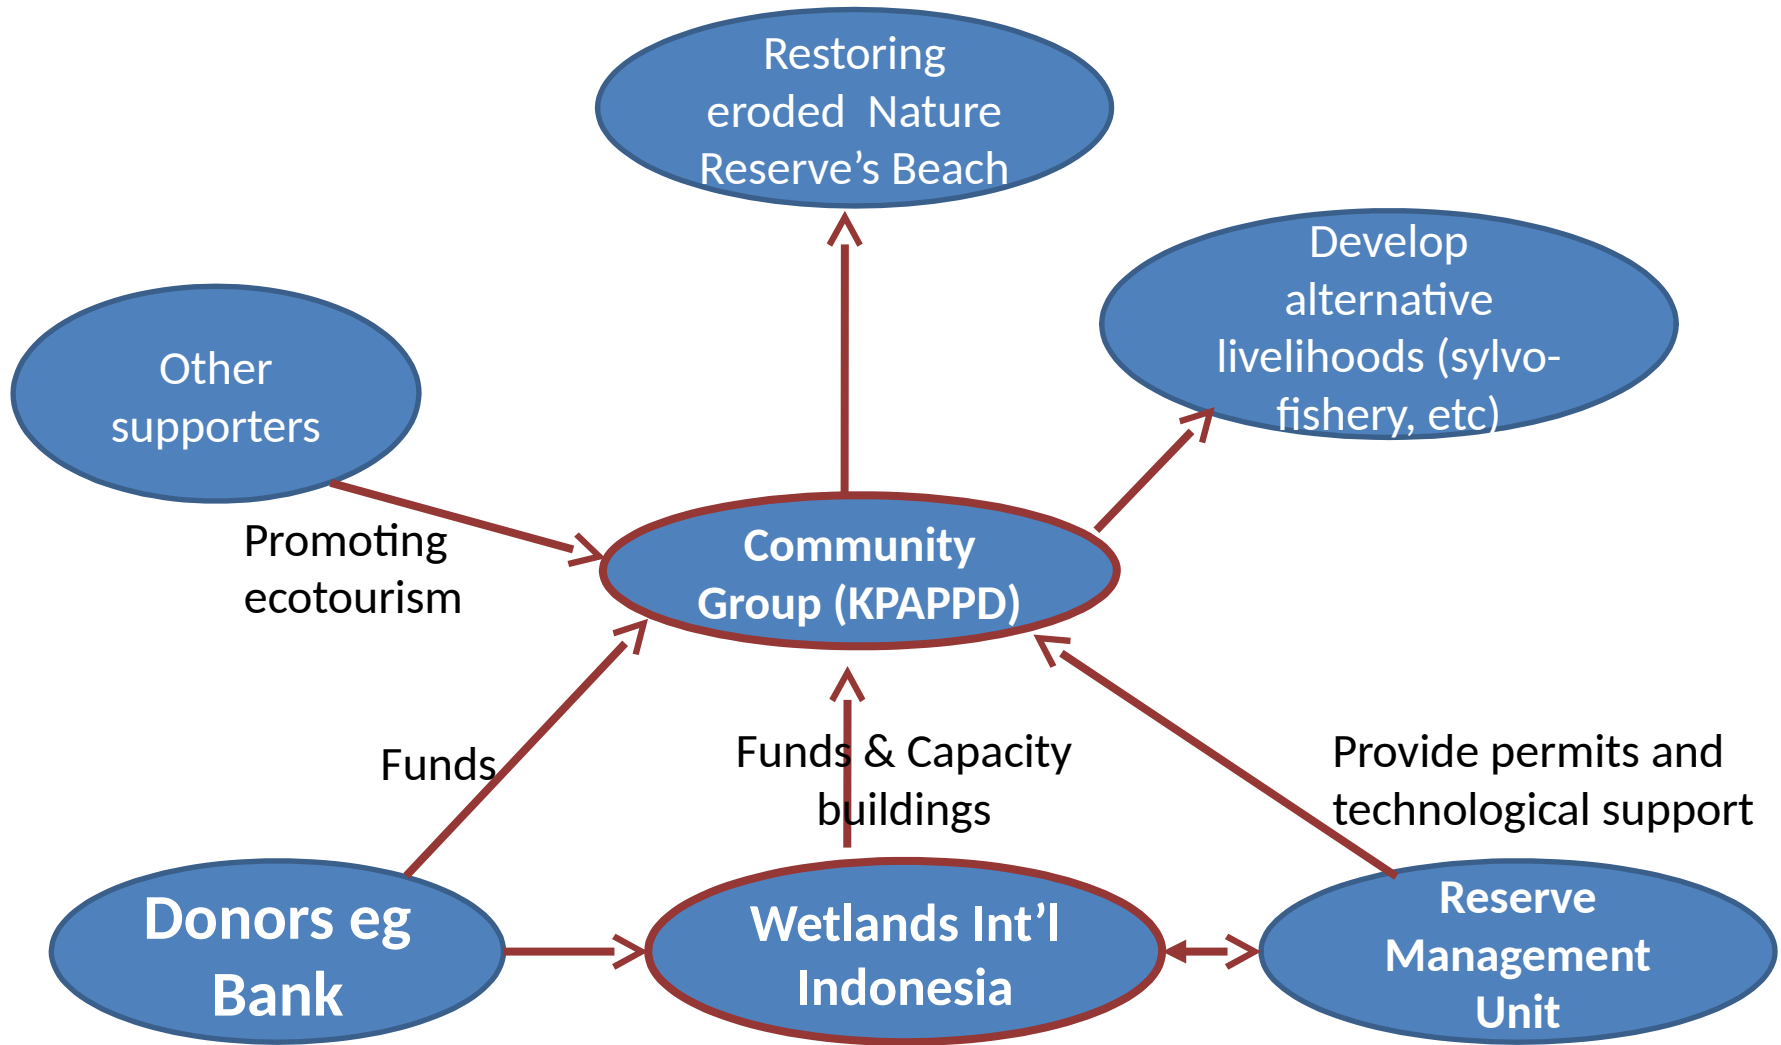 Restoring
eroded  Nature
Reserve’s Beach
Develop
alternative
livelihoods (sylvo-
fishery, etc)
Other
supporters
Promoting
ecotourism
Community
Group (KPAPPD)
Funds
Funds & Capacity
buildings
Provide permits and
technological support
Donors eg
Bank
Wetlands Int’l
Indonesia
Reserve
Management
Unit